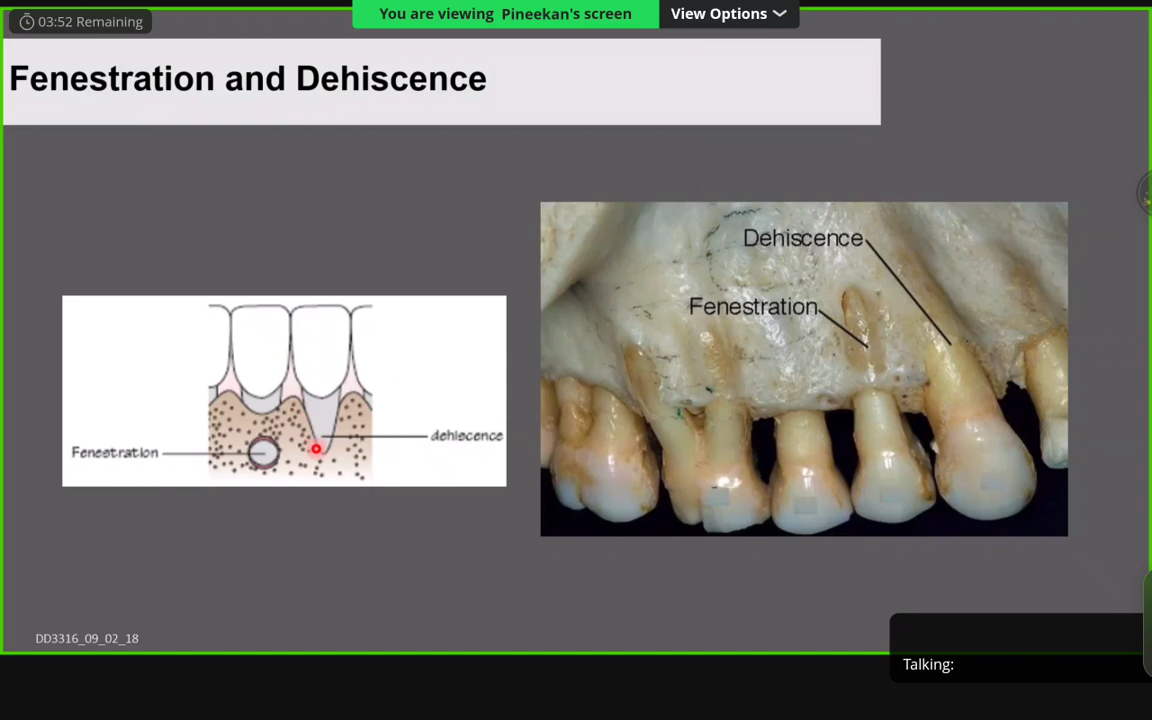 03:52 Remaining
You are viewing Pineekan's screen
View Options
Fenestration and Dehiscence
Dehiscence
Fenestration
dehiscence
Fenestration
DD3316_09_02_18
Talking: